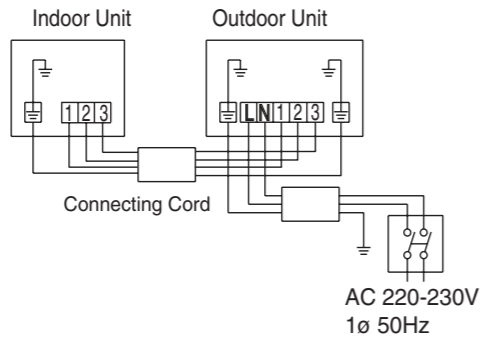 Indoor Unit
Outdoor Unit
1 2 3
L N 1 2 3
Connecting Cord
AC 220-230V
1ø 50Hz